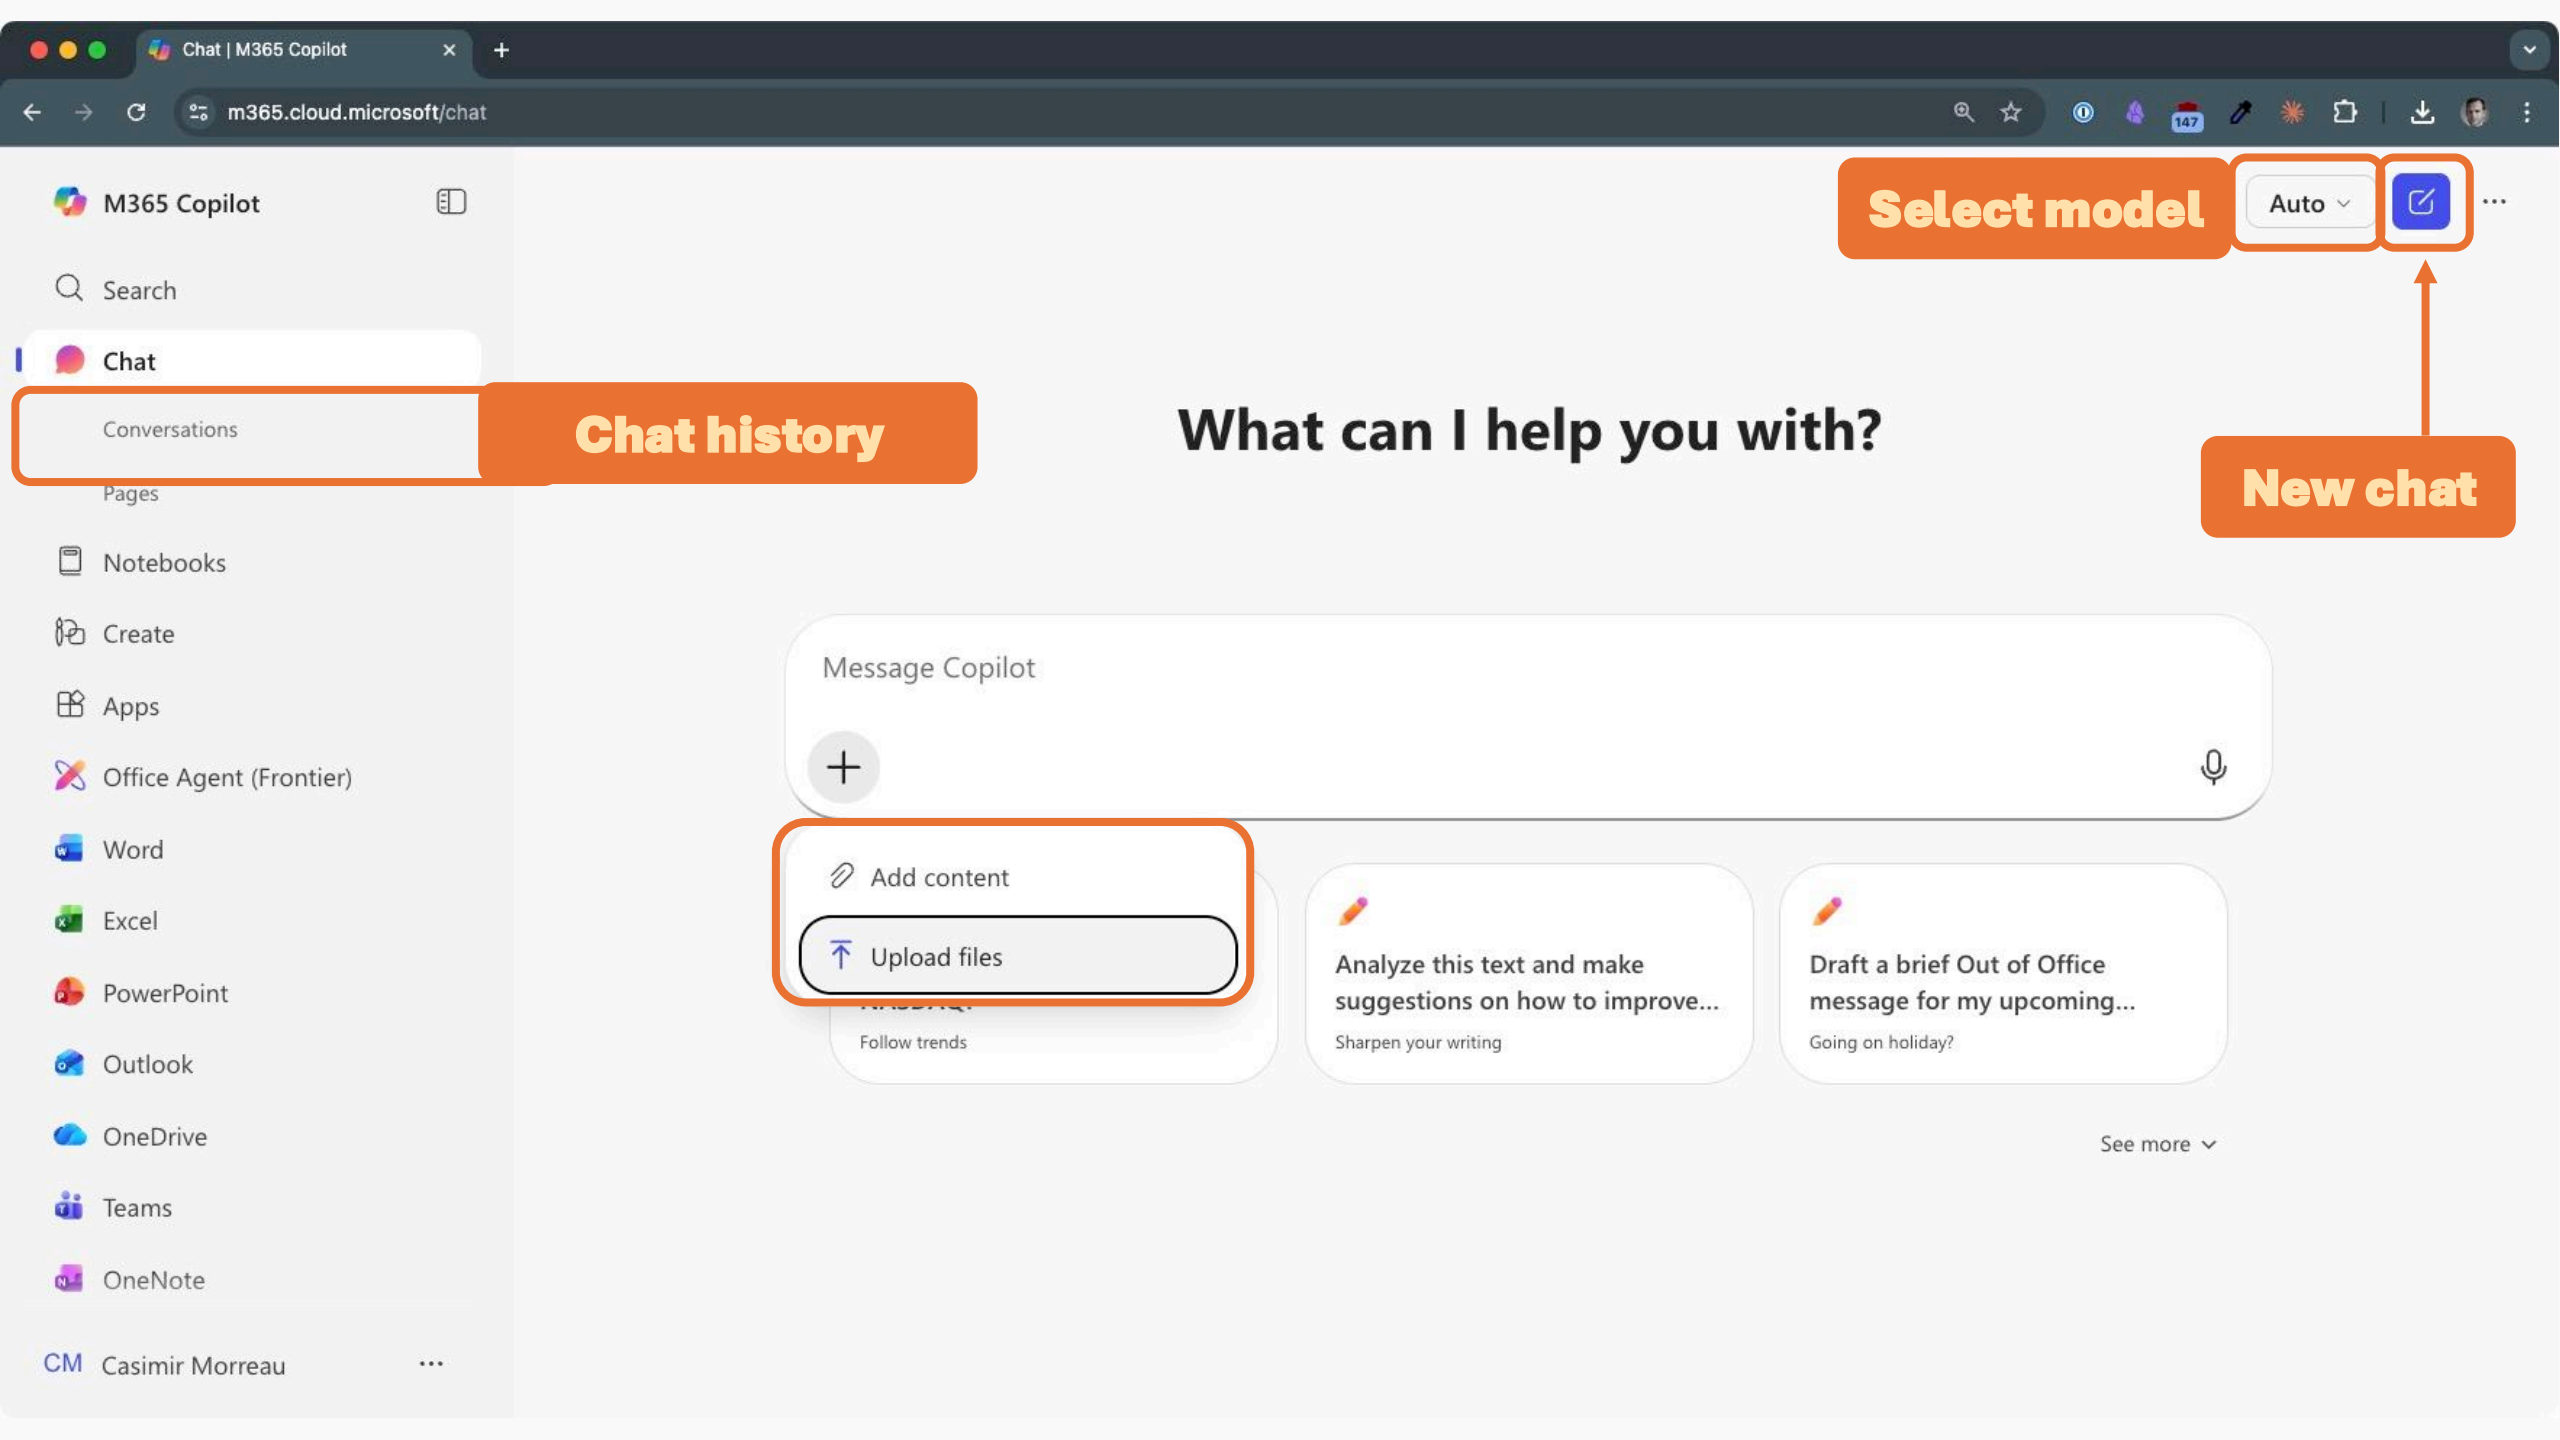 Chat | M365 Copilot
m365.cloud.microsoft/chat
147
M365 Copilot
Select model
Auto
Search
Chat
Conversations
Chat history
What can I help you with?
Pages
New chat
Notebooks
Create
Message Copilot
Apps
Office Agent (Frontier)
Word
Add content
Excel
Upload files
Follow trends
Analyze this text and make
suggestions on how to improve...
Sharpen your writing
Draft a brief Out of Office
message for my upcoming...
Going on holiday?
PowerPoint
Outlook
OneDrive
See more
Teams
OneNote
CM Casimir Morreau